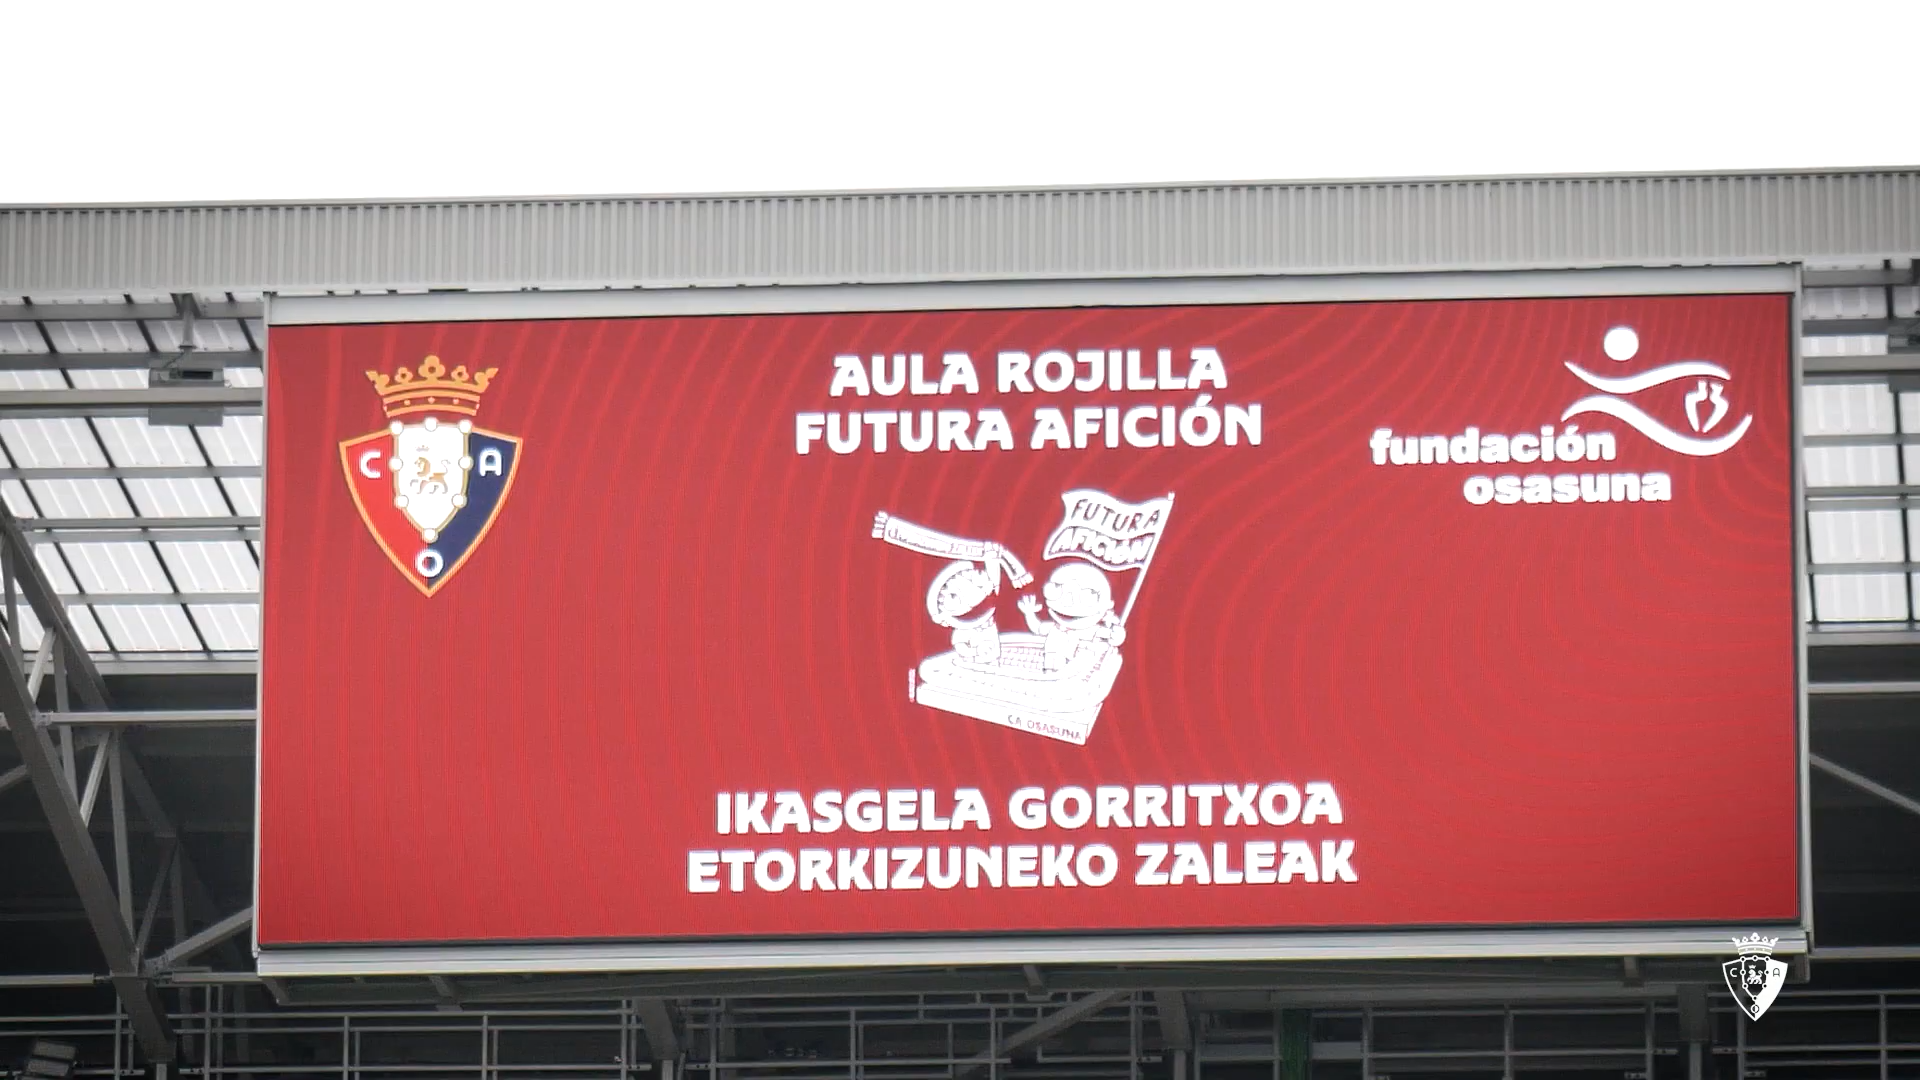 AULA ROJILLA
FUTURA AFICIÓN
C A
O
fundación
osasuna
FUTURA
AFICIÓN
CA OSASUNA
IKASGELA GORRITXOA
ETORKIZUNEKO ZALEAK
C A
O